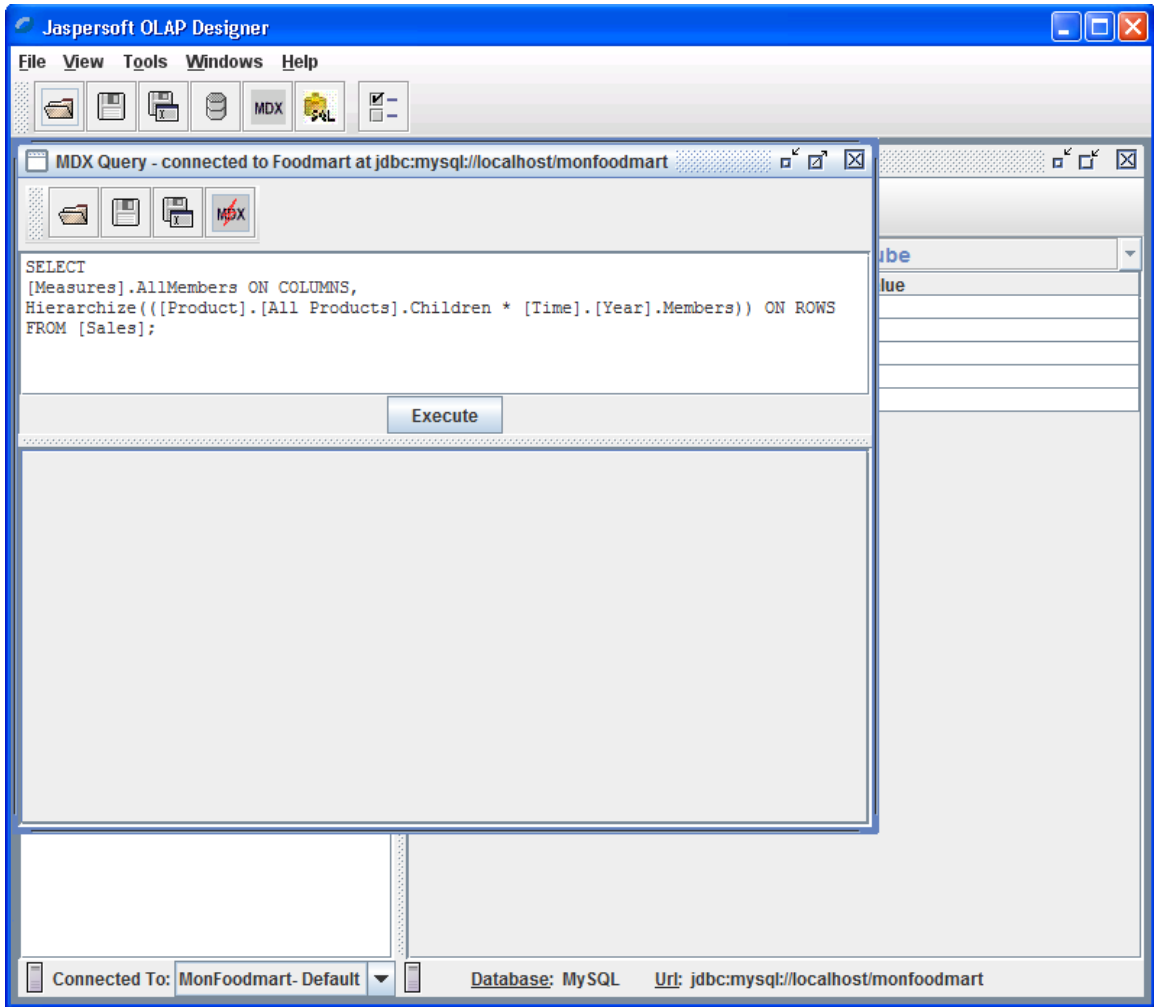 Jaspersoft OLAP Designer
File View Tools Windows Help
MDX SQL
MDX Query - connected to Foodmart at jdbc:mysql://localhost/monfoodmart
MDX
SELECT
[Measures].AllMembers ON COLUMNS,
Hierarchize(([Product].[All Products].Children * [Time].[Year].Members)) ON ROWS
FROM [Sales];
ube
lue
Execute
Connected To: MonFoodmart- Default Database: MySQL Url: jdbc:mysql://localhost/monfoodmart